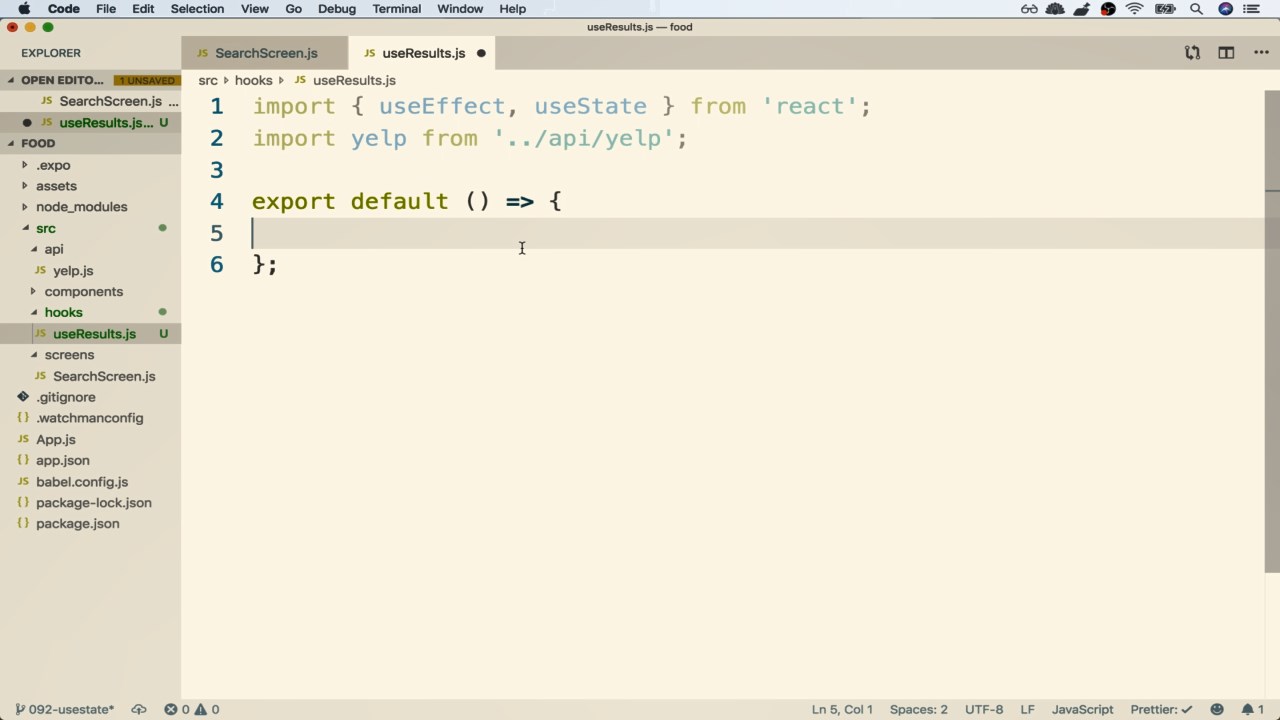 Code File Edit Selection View Go Debug Terminal Window Help
useResults.js — food
EXPLORER
OPEN EDITO... 1 UNSAVED
JS SearchScreen.js ...
JS useResults.js... U
FOOD
.expo
assets
node_modules
src
api
JS yelp.js
components
hooks
JS useResults.js U
screens
JS SearchScreen.js
.gitignore
{} .watchmanconfig
JS App.js
{} app.json
JS babel.config.js
{} package-lock.json
{} package.json
JS SearchScreen.js JS useResults.js
src hooks JS useResults.js
1 import { useEffect, useState } from 'react';
2 import yelp from '../api/yelp';
3
4 export default () => {
5
6 };
092-usestate* 0 0 Ln 5, Col 1 Spaces: 2 UTF-8 LF JavaScript Prettier: ✓ 1